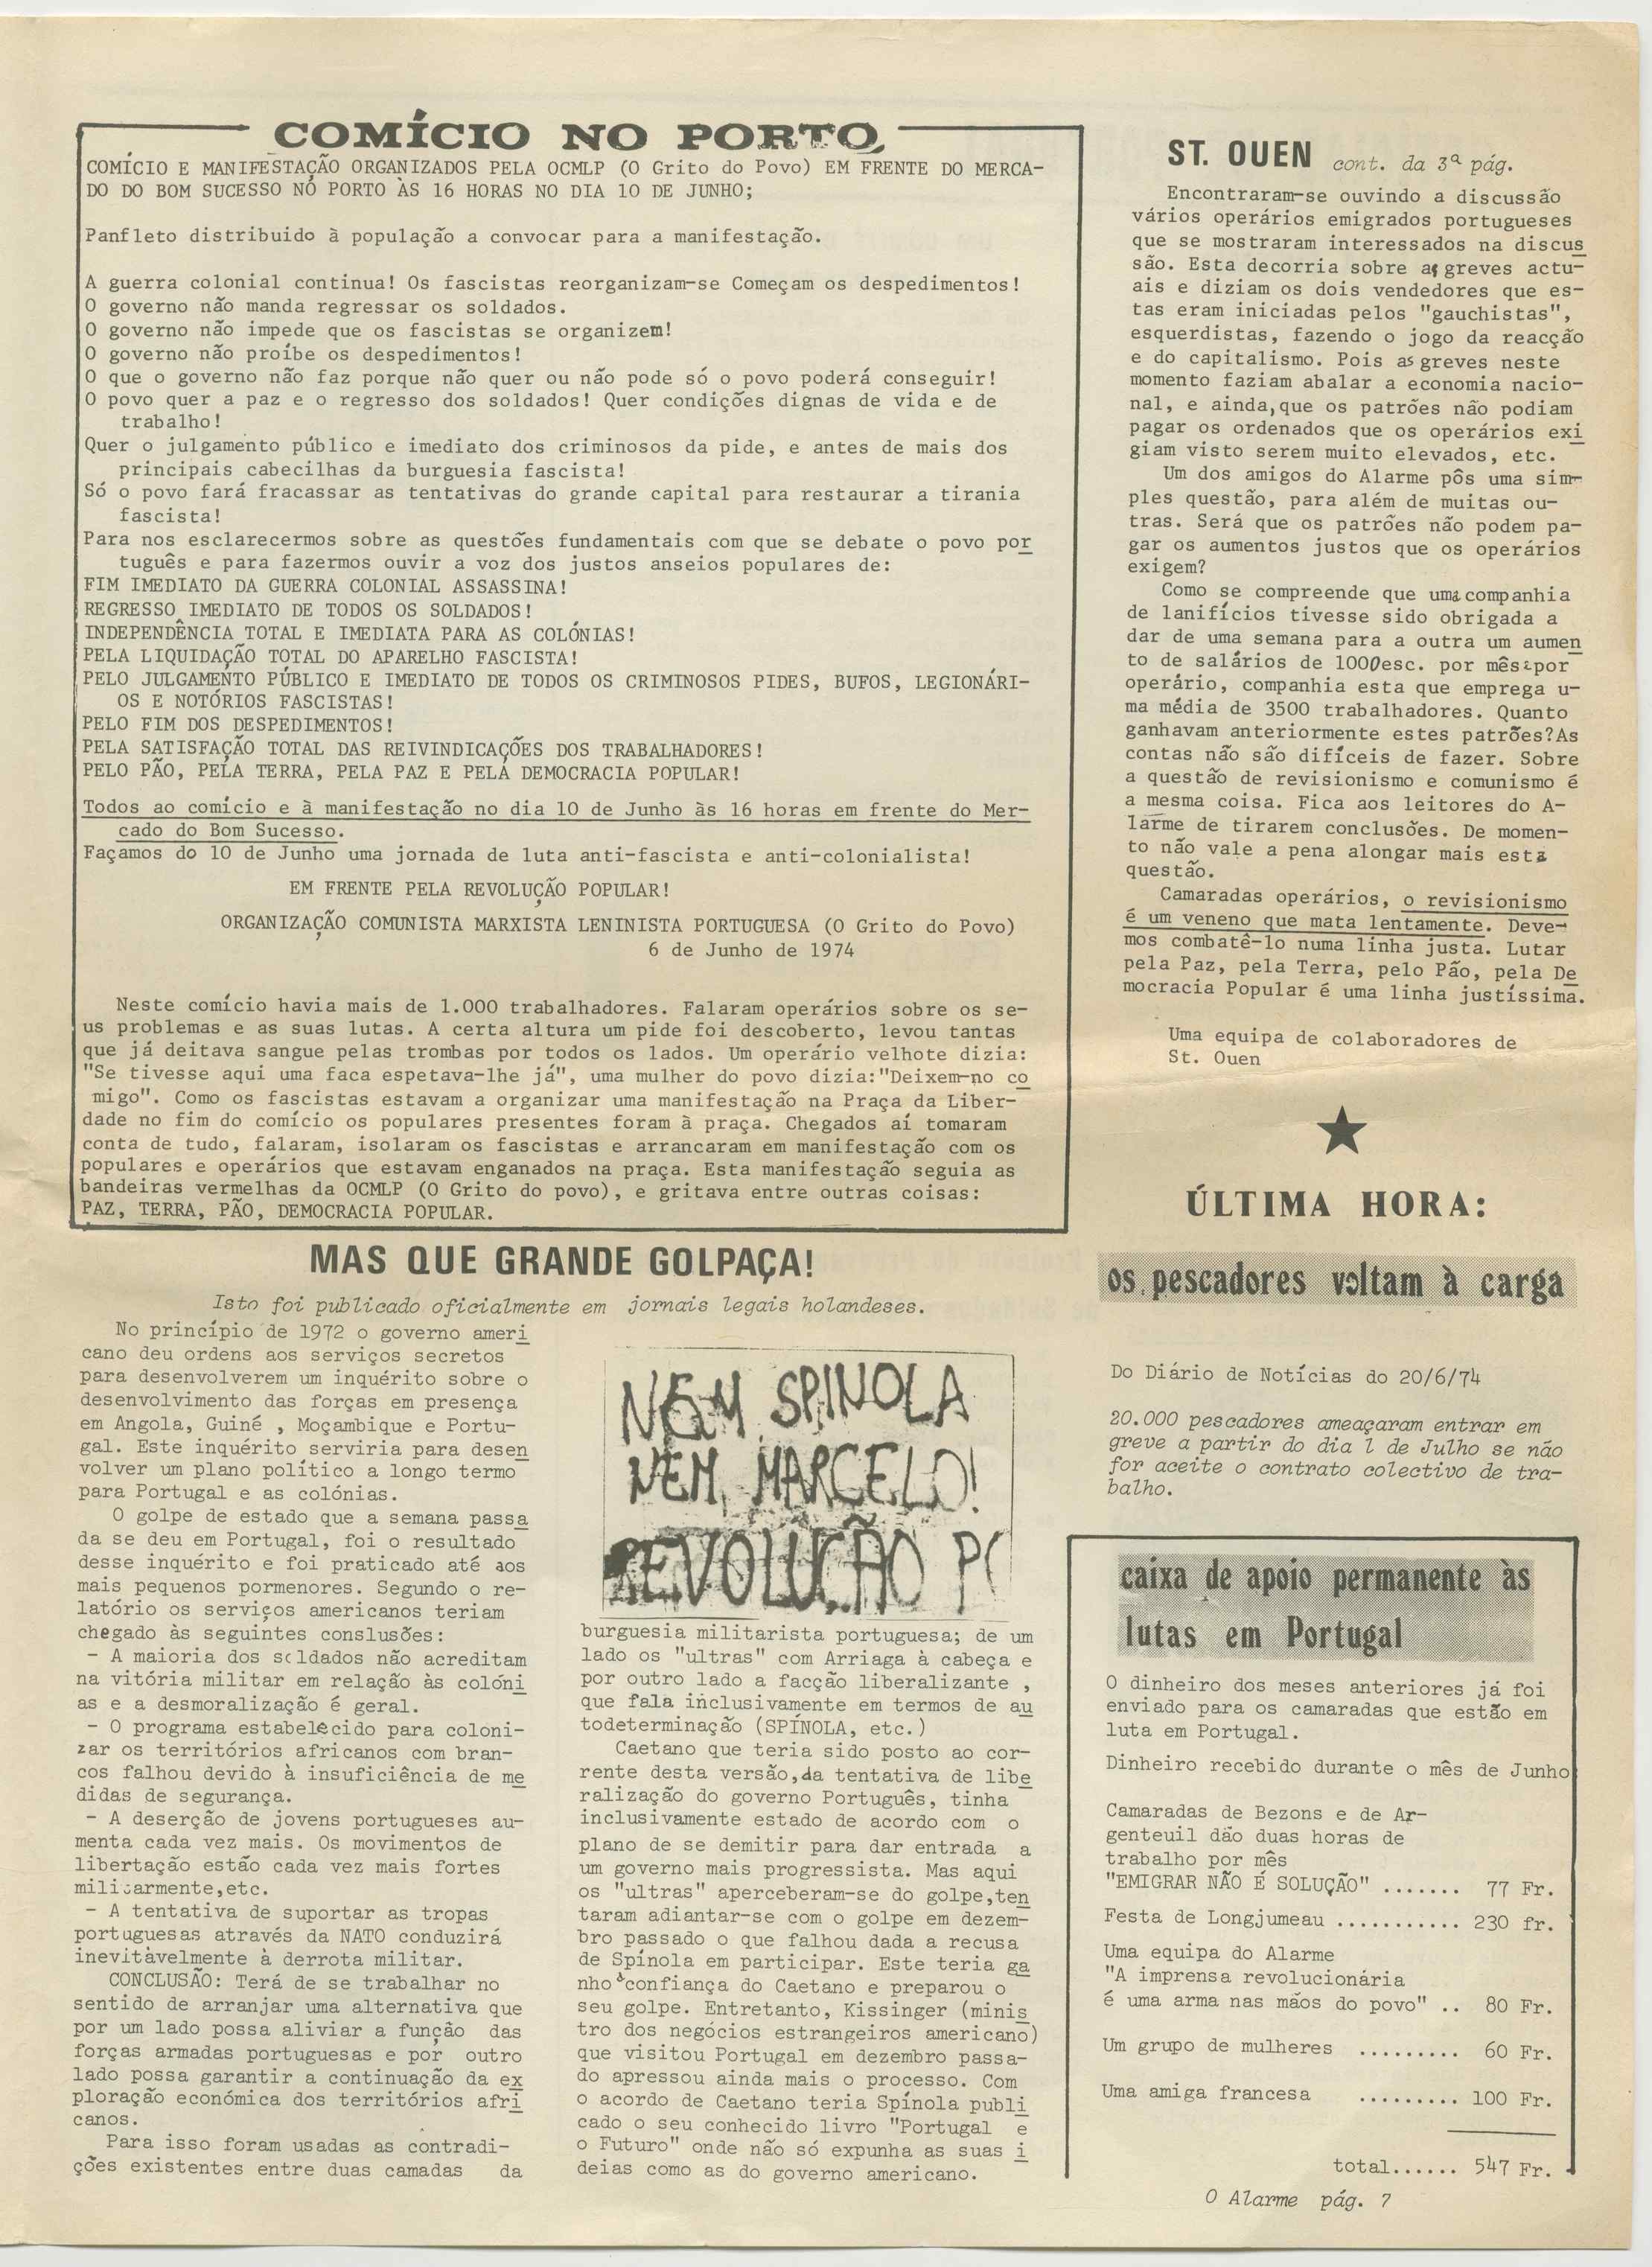 COMÍCIO NO PORTO
COMÍCIO E MANIFESTAÇÃO ORGANIZADOS PELA OCMLP (O Grito do Povo) EM FRENTE DO MERCA-
DO DO BOM SUCESSO NO PORTO ÀS 16 HORAS NO DIA 10 DE JUNHO;
Panfleto distribuido à população a convocar para a manifestação.
A guerra colonial continua! Os fascistas reorganizam-se Começam os despedimentos!
O governo não manda regressar os soldados.
O governo não impede que os fascistas se organizem!
O governo não proíbe os despedimentos!
O que o governo não faz porque não quer ou não pode só o povo poderá conseguir!
O povo quer a paz e o regresso dos soldados! Quer condições dignas de vida e de
trabalho!
Quer o julgamento público e imediato dos criminosos da pide, e antes de mais dos
principais cabecilhas da burguesia fascista!
Só o povo fará fracassar as tentativas do grande capital para restaurar a tirania
fascista!
Para nos esclarecermos sobre as questões fundamentais com que se debate o povo por
tuguês e para fazermos ouvir a voz dos justos anseios populares de:
FIM IMEDIATO DA GUERRA COLONIAL ASSASSINA!
REGRESSO IMEDIATO DE TODOS OS SOLDADOS!
INDEPENDÊNCIA TOTAL E IMEDIATA PARA AS COLÓNIAS!
PELA LIQUIDAÇÃO TOTAL DO APARELHO FASCISTA!
PELO JULGAMENTO PÚBLICO E IMEDIATO DE TODOS OS CRIMINOSOS PIDES, BUFOS, LEGIONÁRI-
OS E NOTÓRIOS FASCISTAS!
PELO FIM DOS DESPEDIMENTOS!
PELA SATISFAÇÃO TOTAL DAS REIVINDICAÇÕES DOS TRABALHADORES!
PELO PÃO, PELA TERRA, PELA PAZ E PELA DEMOCRACIA POPULAR!
Todos ao comício e à manifestação no dia 10 de Junho às 16 horas em frente do Mer-
cado do Bom Sucesso.
Façamos do 10 de Junho uma jornada de luta anti-fascista e anti-colonialista!
EM FRENTE PELA REVOLUÇÃO POPULAR!
ORGANIZAÇÃO COMUNISTA MARXISTA LENINISTA PORTUGUESA (O Grito do Povo)
6 de Junho de 1974
Neste comício havia mais de 1.000 trabalhadores. Falaram operários sobre os se-
us problemas e as suas lutas. A certa altura um pide foi descoberto, levou tantas
que já deitava sangue pelas trombas por todos os lados. Um operário velhote dizia:
"Se tivesse aqui uma faca espetava-lhe já", uma mulher do povo dizia:"Deixem-no co
migo". Como os fascistas estavam a organizar uma manifestação na Praça da Liber-
dade no fim do comício os populares presentes foram à praça. Chegados aí tomaram
conta de tudo, falaram, isolaram os fascistas e arrancaram em manifestação com os
populares e operários que estavam enganados na praça. Esta manifestação seguia as
bandeiras vermelhas da OCMLP (O Grito do povo), e gritava entre outras coisas:
PAZ, TERRA, PÃO, DEMOCRACIA POPULAR.
MAS QUE GRANDE GOLPAÇA!
Isto foi publicado oficialmente em jornais legais holandeses.
No princípio de 1972 o governo ameri
cano deu ordens aos serviços secretos
para desenvolverem um inquérito sobre o
desenvolvimento das forças em presença
em Angola, Guiné , Moçambique e Portu-
gal. Este inquérito serviria para desen
volver um plano político a longo termo
para Portugal e as colónias.
O golpe de estado que a semana passa
da se deu em Portugal, foi o resultado
desse inquérito e foi praticado até aos
mais pequenos pormenores. Segundo o re-
latório os serviços americanos teriam
chegado às seguintes conslusões:
- A maioria dos soldados não acreditam
na vitória militar em relação às colóni
as e a desmoralização é geral.
- O programa estabelecido para coloni-
zar os territórios africanos com bran-
cos falhou devido à insuficiência de me
didas de segurança.
- A deserção de jovens portugueses au-
menta cada vez mais. Os movimentos de
libertação estão cada vez mais fortes
militarmente,etc.
- A tentativa de suportar as tropas
portuguesas através da NATO conduzirá
inevitàvelmente à derrota militar.
CONCLUSÃO: Terá de se trabalhar no
sentido de arranjar uma alternativa que
por um lado possa aliviar a função das
forças armadas portuguesas e por outro
lado possa garantir a continuação da ex
ploração económica dos territórios afri
canos.
Para isso foram usadas as contradi-
ções existentes entre duas camadas da
NEM SPINOLA
NEM MARCELO!
REVOLUÇÃO PO
burguesia militarista portuguesa; de um
lado os "ultras" com Arriaga à cabeça e
por outro lado a facção liberalizante ,
que fala inclusivamente em termos de au
todeterminação (SPÍNOLA, etc.)
Caetano que teria sido posto ao cor-
rente desta versão,da tentativa de libe
ralização do governo Português, tinha
inclusivamente estado de acordo com o
plano de se demitir para dar entrada a
um governo mais progressista. Mas aqui
os "ultras" aperceberam-se do golpe,ten
taram adiantar-se com o golpe em dezem-
bro passado o que falhou dada a recusa
de Spínola em participar. Este teria ga
nho a confiança do Caetano e preparou o
seu golpe. Entretanto, Kissinger (minis
tro dos negócios estrangeiros americano)
que visitou Portugal em dezembro passa-
do apressou ainda mais o processo. Com
o acordo de Caetano teria Spínola publi
cado o seu conhecido livro "Portugal e
o Futuro" onde não só expunha as suas i
deias como as do governo americano.
ST. OUEN cont. da 3ª pág.
Encontraram-se ouvindo a discussão
vários operários emigrados portugueses
que se mostraram interessados na discus
são. Esta decorria sobre as greves actu-
ais e diziam os dois vendedores que es-
tas eram iniciadas pelos "gauchistas",
esquerdistas, fazendo o jogo da reacção
e do capitalismo. Pois as greves neste
momento faziam abalar a economia nacio-
nal, e ainda,que os patrões não podiam
pagar os ordenados que os operários exi
giam visto serem muito elevados, etc.
Um dos amigos do Alarme pôs uma sim-
ples questão, para além de muitas ou-
tras. Será que os patrões não podem pa-
gar os aumentos justos que os operários
exigem?
Como se compreende que uma companhia
de lanifícios tivesse sido obrigada a
dar de uma semana para a outra um aumen
to de salários de 1000esc. por mês por
operário, companhia esta que emprega u-
ma média de 3500 trabalhadores. Quanto
ganhavam anteriormente estes patrões?As
contas não são difíceis de fazer. Sobre
a questão de revisionismo e comunismo é
a mesma coisa. Fica aos leitores do A-
larme de tirarem conclusões. De momen-
to não vale a pena alongar mais esta
questão.
Camaradas operários, o revisionismo
é um veneno que mata lentamente. Deve-
mos combatê-lo numa linha justa. Lutar
pela Paz, pela Terra, pelo Pão, pela De
mocracia Popular é uma linha justíssima.
Uma equipa de colaboradores de
St. Ouen
ÚLTIMA HORA:
os pescadores voltam à carga
Do Diário de Notícias do 20/6/74
20.000 pescadores ameaçaram entrar em
greve a partir do dia 1 de Julho se não
for aceite o contrato colectivo de tra-
balho.
caixa de apoio permanente às
lutas em Portugal
O dinheiro dos meses anteriores já foi
enviado para os camaradas que estão em
luta em Portugal.
Dinheiro recebido durante o mês de Junho
Camaradas de Bezons e de Ar-
genteuil dão duas horas de
trabalho por mês
"EMIGRAR NÃO É SOLUÇÃO" ....... 77 Fr.
Festa de Longjumeau ........... 230 fr.
Uma equipa do Alarme
"A imprensa revolucionária
é uma arma nas mãos do povo" .. 80 Fr.
Um grupo de mulheres ......... 60 Fr.
Uma amiga francesa ......... 100 Fr.
total...... 547 Fr.
O Alarme pág. 7